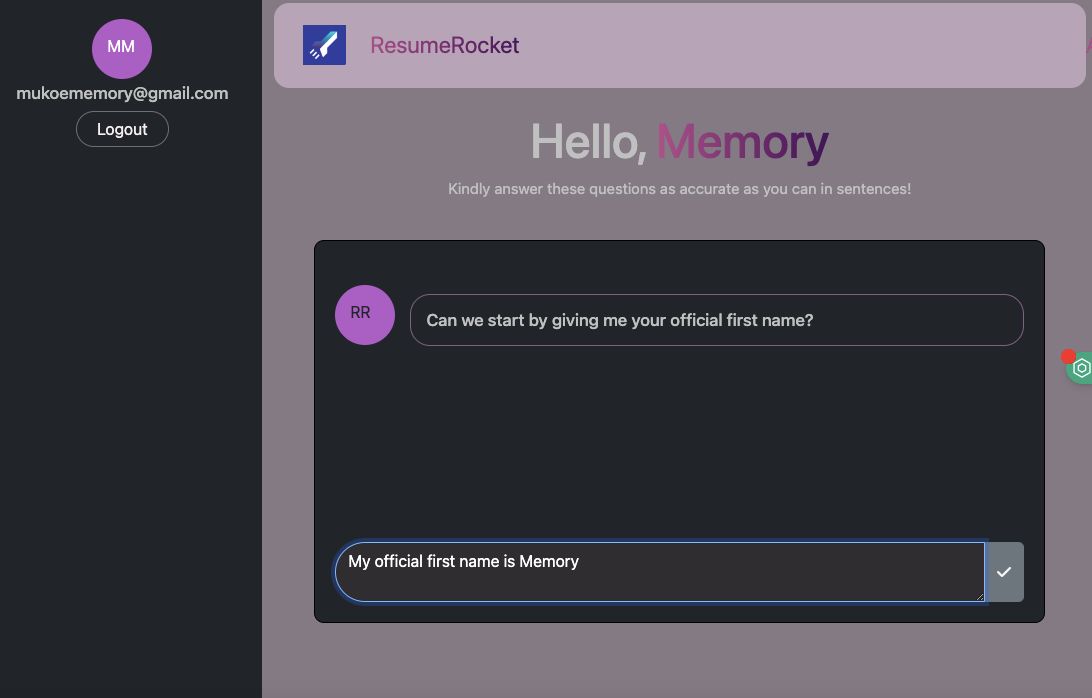 MM
mukoememory@gmail.com
Logout
ResumeRocket
Hello, Memory
Kindly answer these questions as accurate as you can in sentences!
RR
Can we start by giving me your official first name?
My official first name is Memory